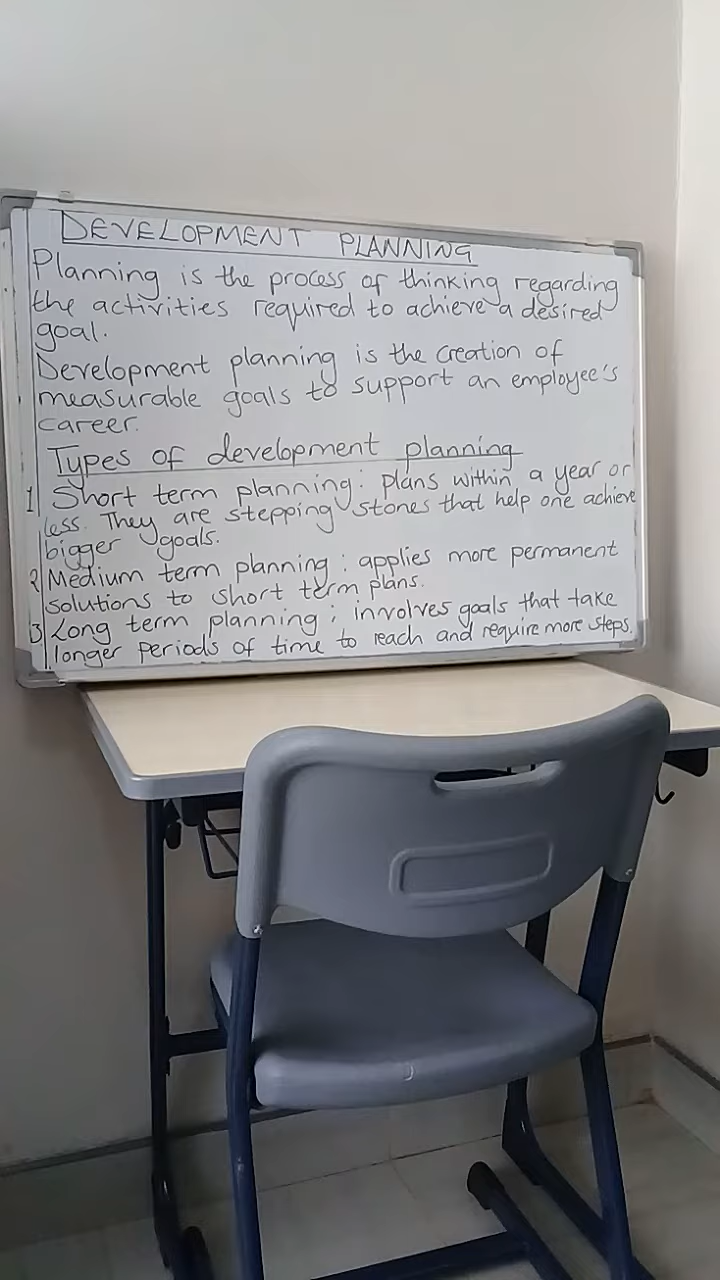 DEVELOPMENT PLANNING
Planning is the process of thinking regarding
the activities required to achieve a desired
goal.
Development planning is the creation of
measurable goals to support an employee's
career.
Types of development planning
1 Short term planning: plans within a year or
less. They are stepping stones that help one achieve
bigger goals.
2 Medium term planning: applies more permanent
solutions to short term plans.
3 Long term planning: involves goals that take
longer periods of time to reach and require more steps.